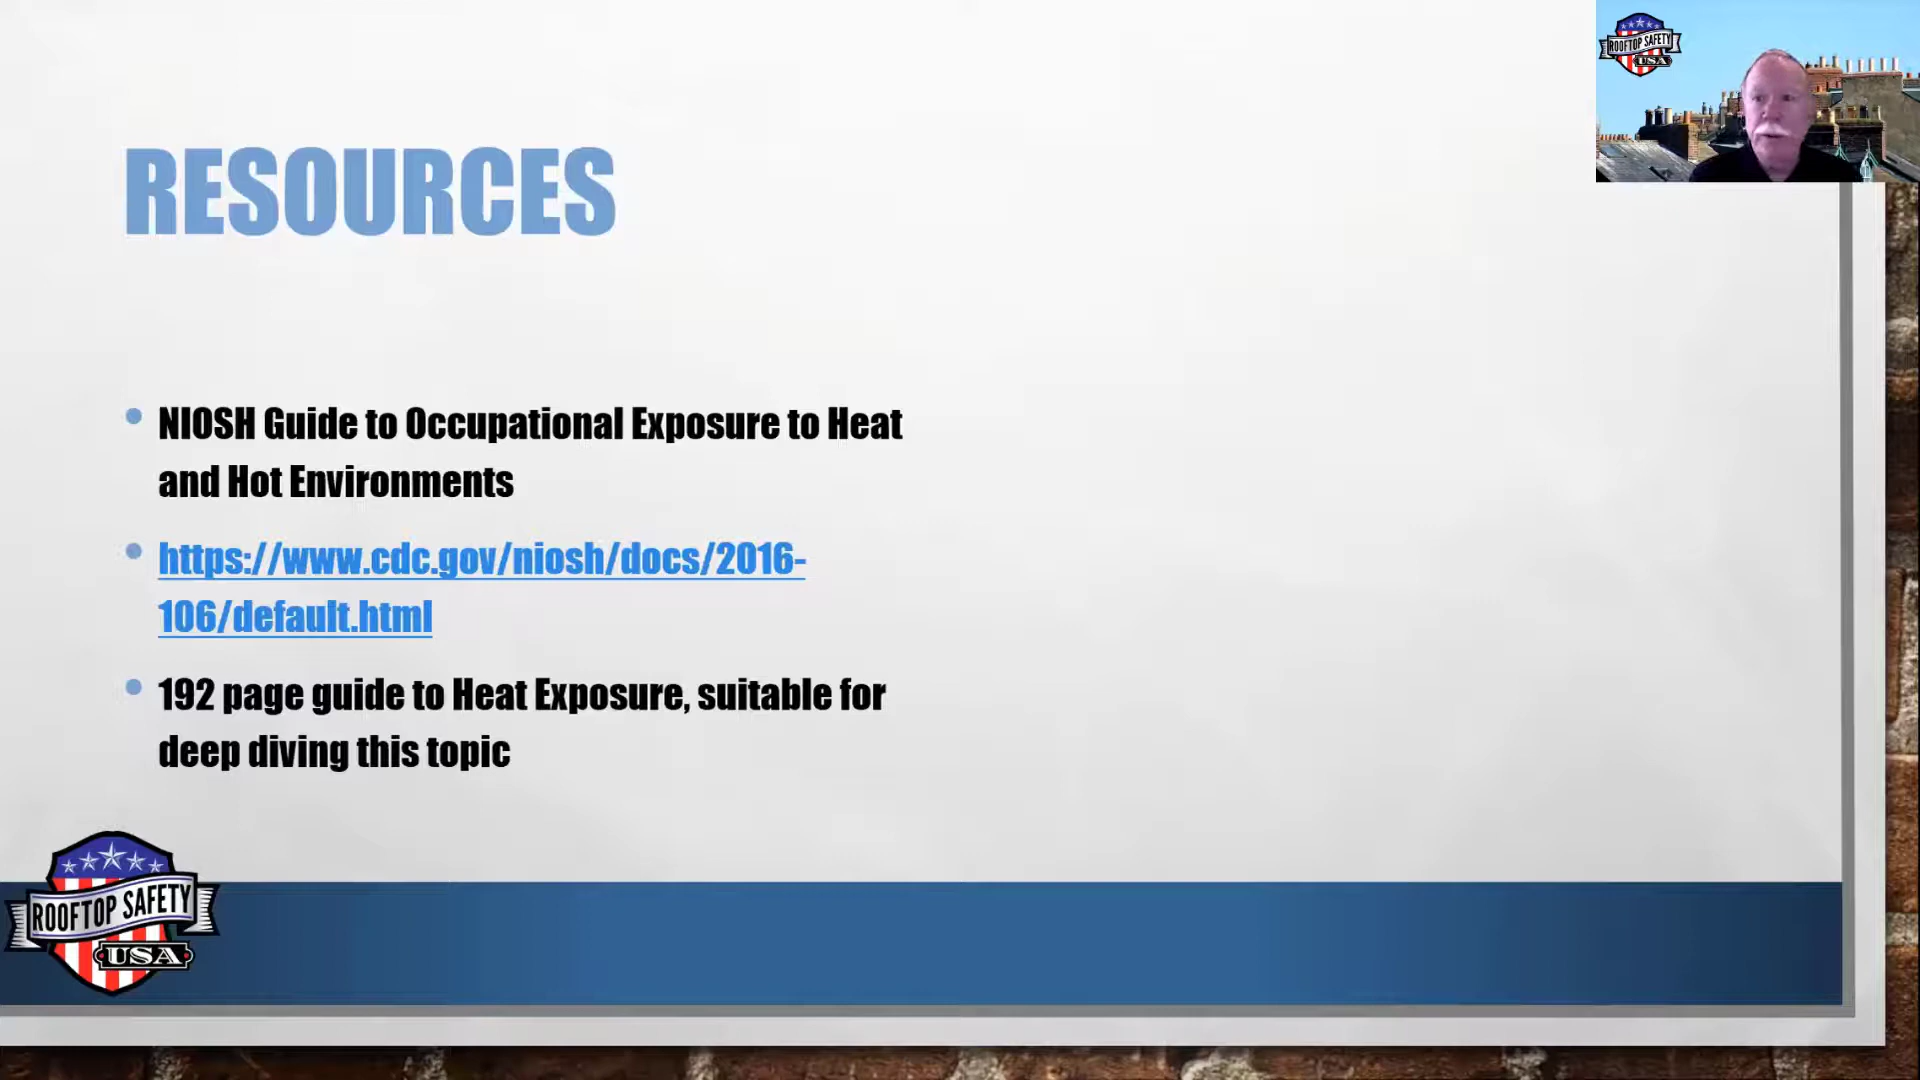 ROOFTOP SAFETY
USA
RESOURCES
NIOSH Guide to Occupational Exposure to Heat
and Hot Environments
https://www.cdc.gov/niosh/docs/2016-
106/default.html
192 page guide to Heat Exposure, suitable for
deep diving this topic
ROOFTOP SAFETY
USA